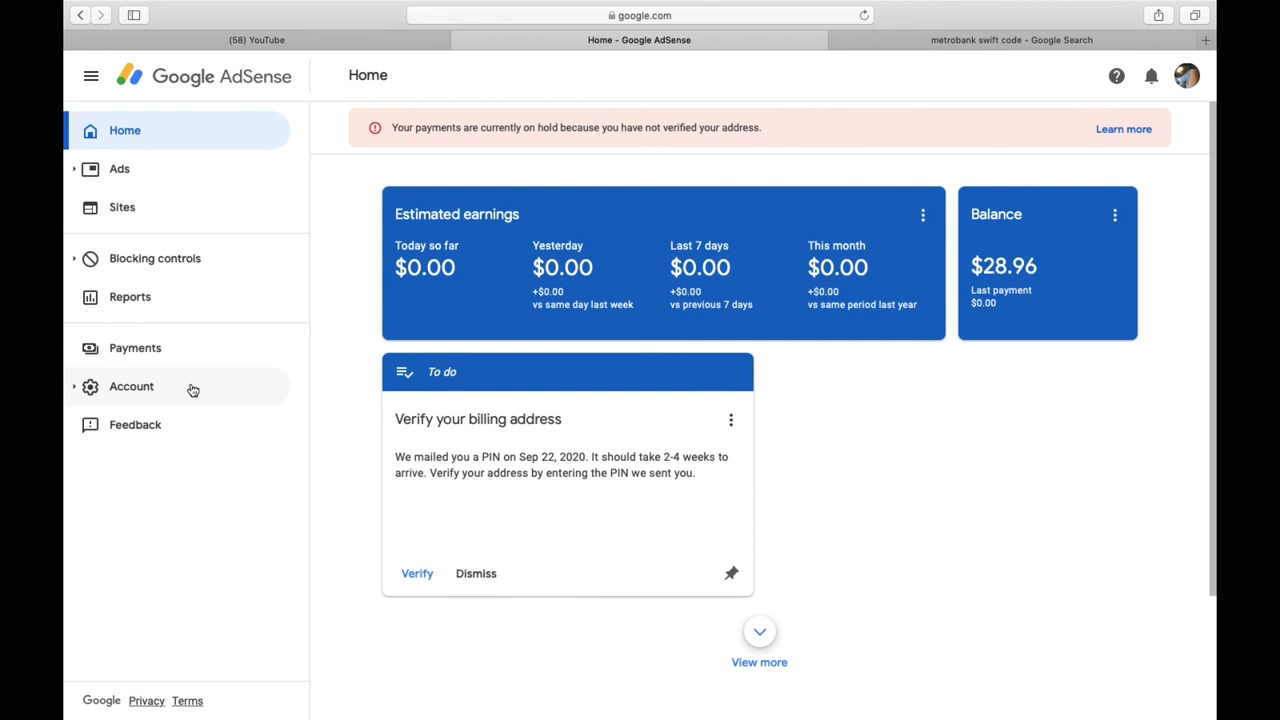 google.com
(58) YouTube
Home - Google AdSense
metrobank swift code - Google Search
Google AdSense
Home
Home
Ads
Sites
Blocking controls
Reports
Payments
Account
Feedback
Your payments are currently on hold because you have not verified your address.
Learn more
Estimated earnings
Today so far
$0.00
Yesterday
$0.00
+$0.00
vs same day last week
Last 7 days
$0.00
+$0.00
vs previous 7 days
This month
$0.00
+$0.00
vs same period last year
Balance
$28.96
Last payment
$0.00
To do
Verify your billing address
We mailed you a PIN on Sep 22, 2020. It should take 2-4 weeks to
arrive. Verify your address by entering the PIN we sent you.
Verify
Dismiss
View more
Google Privacy Terms